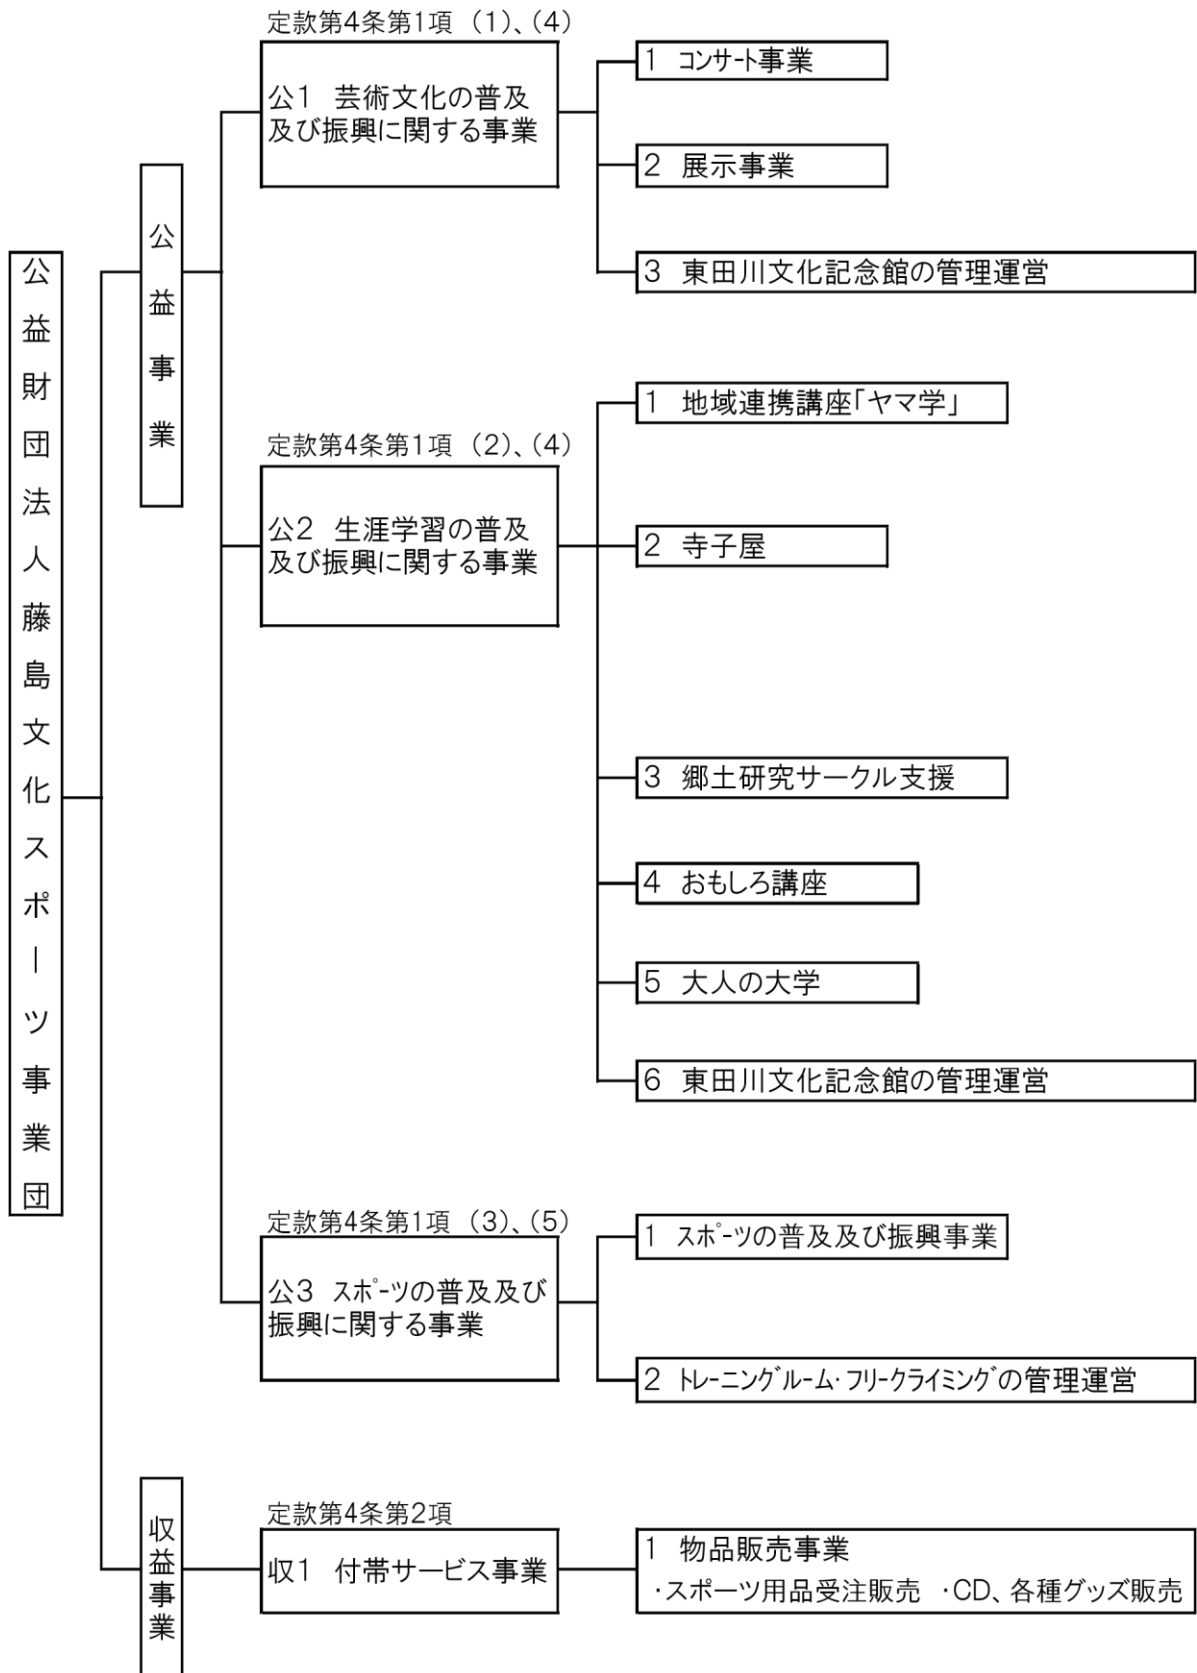 公益財団法人藤島文化スポーツ事業団
公益事業
定款第4条第1項 （1）、（4）
公1 芸術文化の普及
及び振興に関する事業
1 コンサート事業
2 展示事業
3 東田川文化記念館の管理運営
定款第4条第1項 （2）、（4）
公2 生涯学習の普及
及び振興に関する事業
1 地域連携講座「ヤマ学」
2 寺子屋
3 郷土研究サークル支援
4 おもしろ講座
5 大人の大学
6 東田川文化記念館の管理運営
定款第4条第1項 （3）、（5）
公3 スポーツの普及及び
振興に関する事業
1 スポーツの普及及び振興事業
2 トレーニングルーム・フリークライミングの管理運営
収益事業
定款第4条第2項
収1 付帯サービス事業
1 物品販売事業
・スポーツ用品受注販売 ・CD、各種グッズ販売